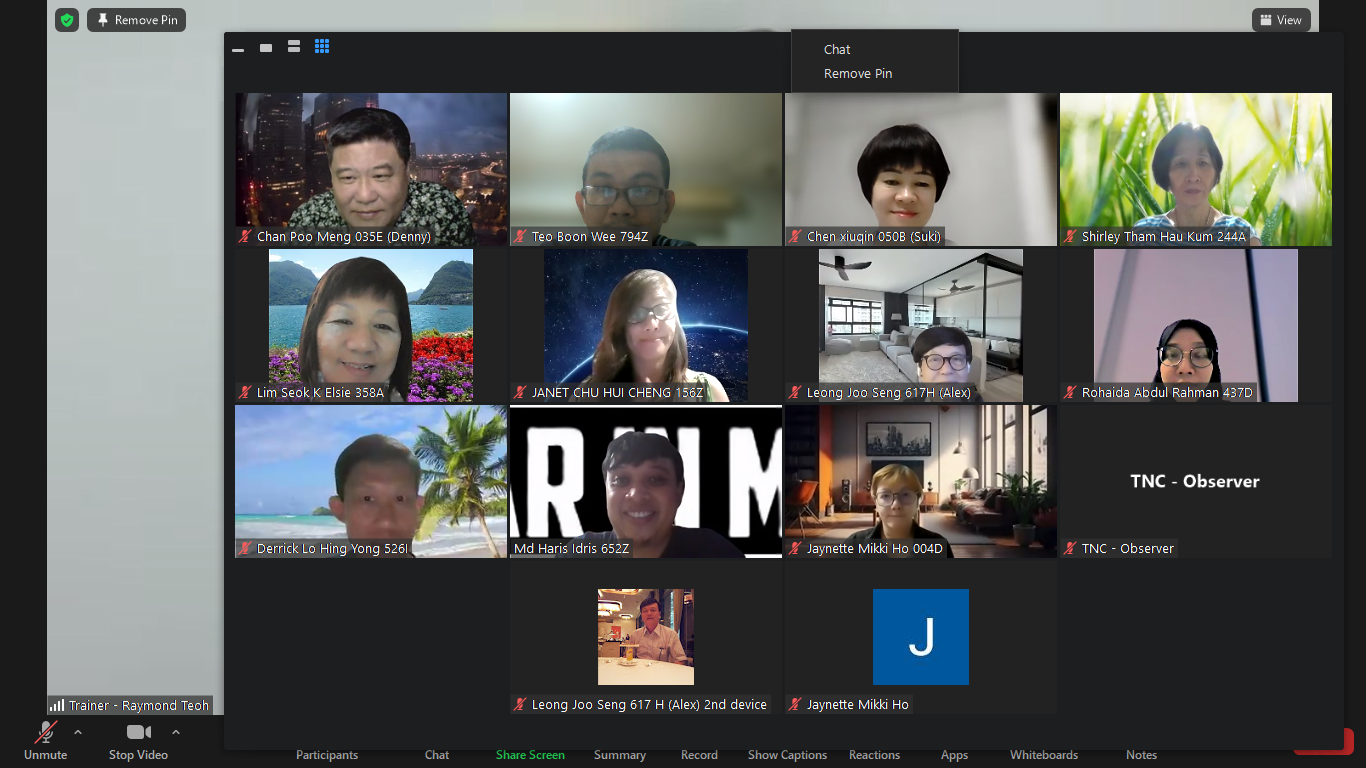 Remove Pin
View
Chat
Remove Pin
Chan Poo Meng 035E (Denny)
Teo Boon Wee 794Z
Chen xiuqin 050B (Suki)
Shirley Tham Hau Kum 244A
Lim Seok K Elsie 358A
JANET CHU HUI CHENG 156Z
Leong Joo Seng 617H (Alex)
Rohaida Abdul Rahman 437D
Derrick Lo Hing Yong 526I
Md Haris Idris 652Z
Jaynette Mikki Ho 004D
TNC - Observer
TNC - Observer
J
Leong Joo Seng 617 H (Alex) 2nd device
Jaynette Mikki Ho
Trainer - Raymond Teoh
Unmute
Stop Video
Participants
Chat
Share Screen
Summary
Record
Show Captions
Reactions
Apps
Whiteboards
Notes